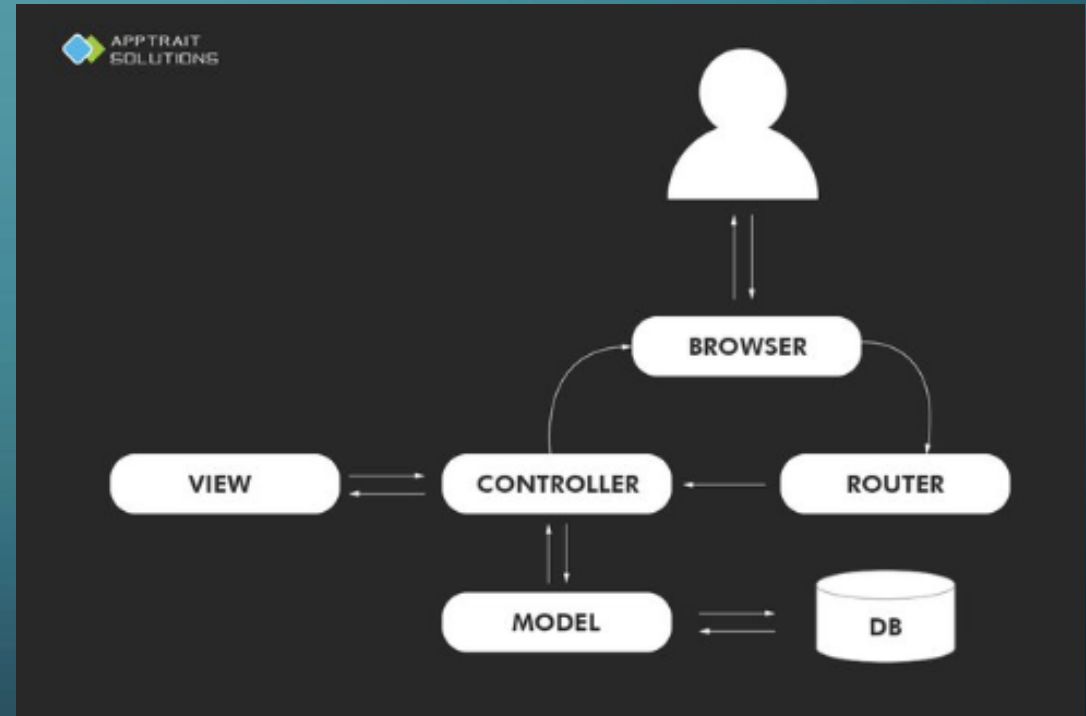 APPTRAIT
SOLUTIONS
BROWSER
VIEW
CONTROLLER
ROUTER
MODEL
DB